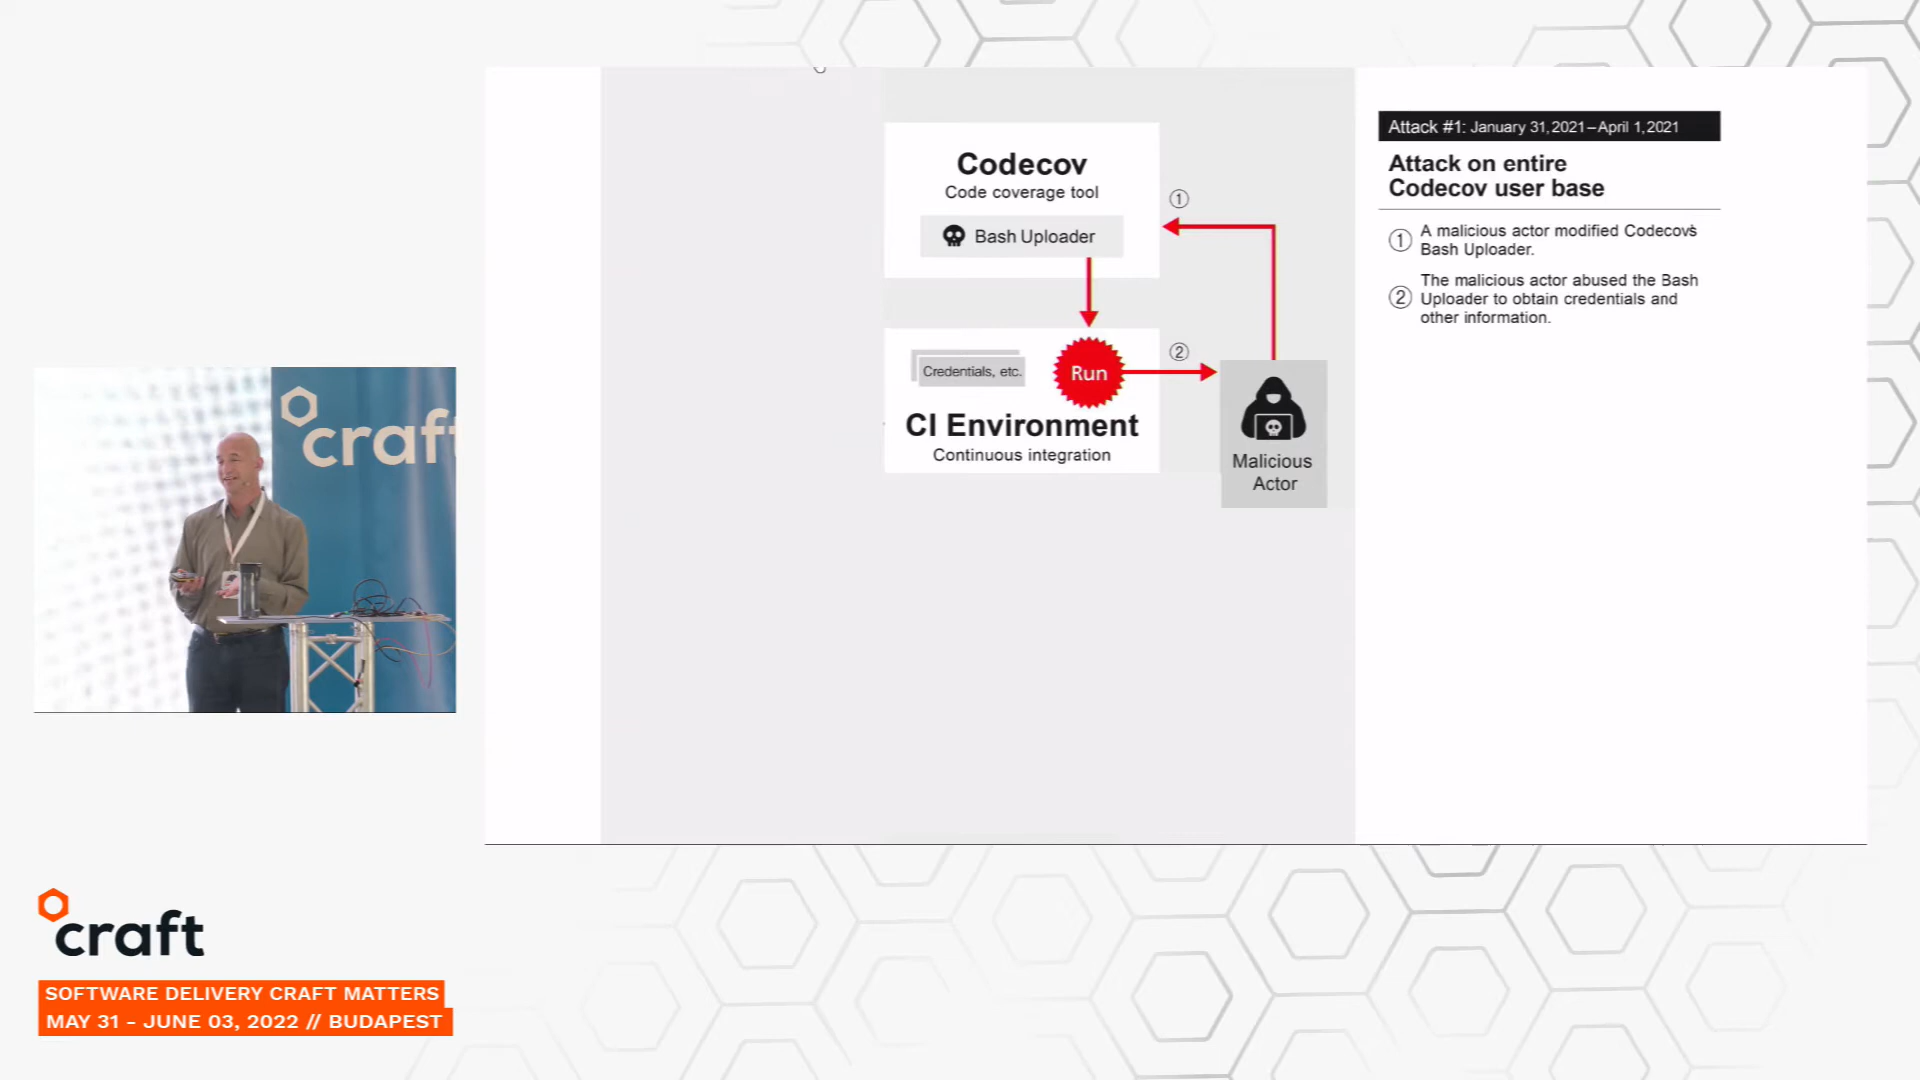 Codecov
Code coverage tool
Bash Uploader
①
Credentials, etc.
Run
②
CI Environment
Continuous integration
Malicious
Actor
Attack #1: January 31, 2021–April 1, 2021
Attack on entire
Codecov user base
① A malicious actor modified Codecov's
Bash Uploader.
② The malicious actor abused the Bash
Uploader to obtain credentials and
other information.
craft
craft
SOFTWARE DELIVERY CRAFT MATTERS
MAY 31 - JUNE 03, 2022 // BUDAPEST